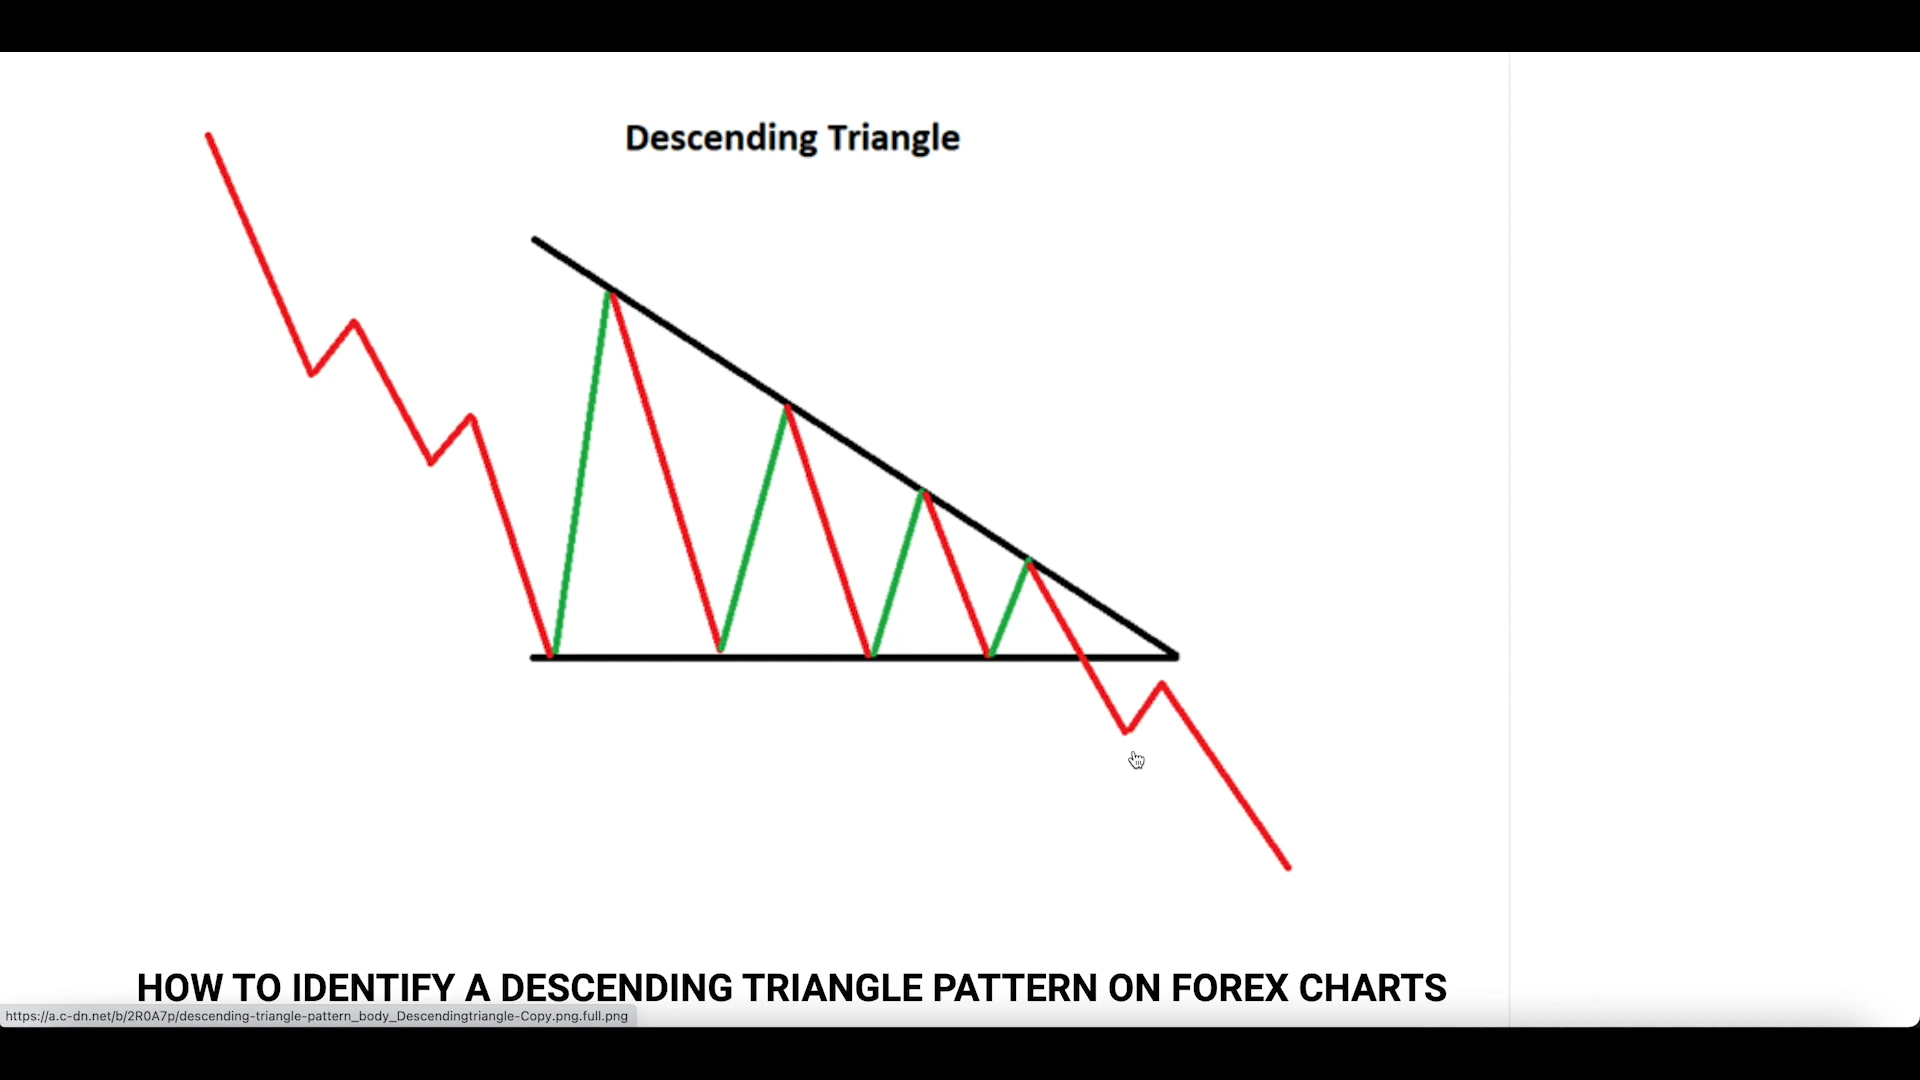 Descending Triangle
HOW TO IDENTIFY A DESCENDING TRIANGLE PATTERN ON FOREX CHARTS
https://a.c-dn.net/b/2R0A7p/descending-triangle-pattern_body_Descendingtriangle-Copy.png.full.png